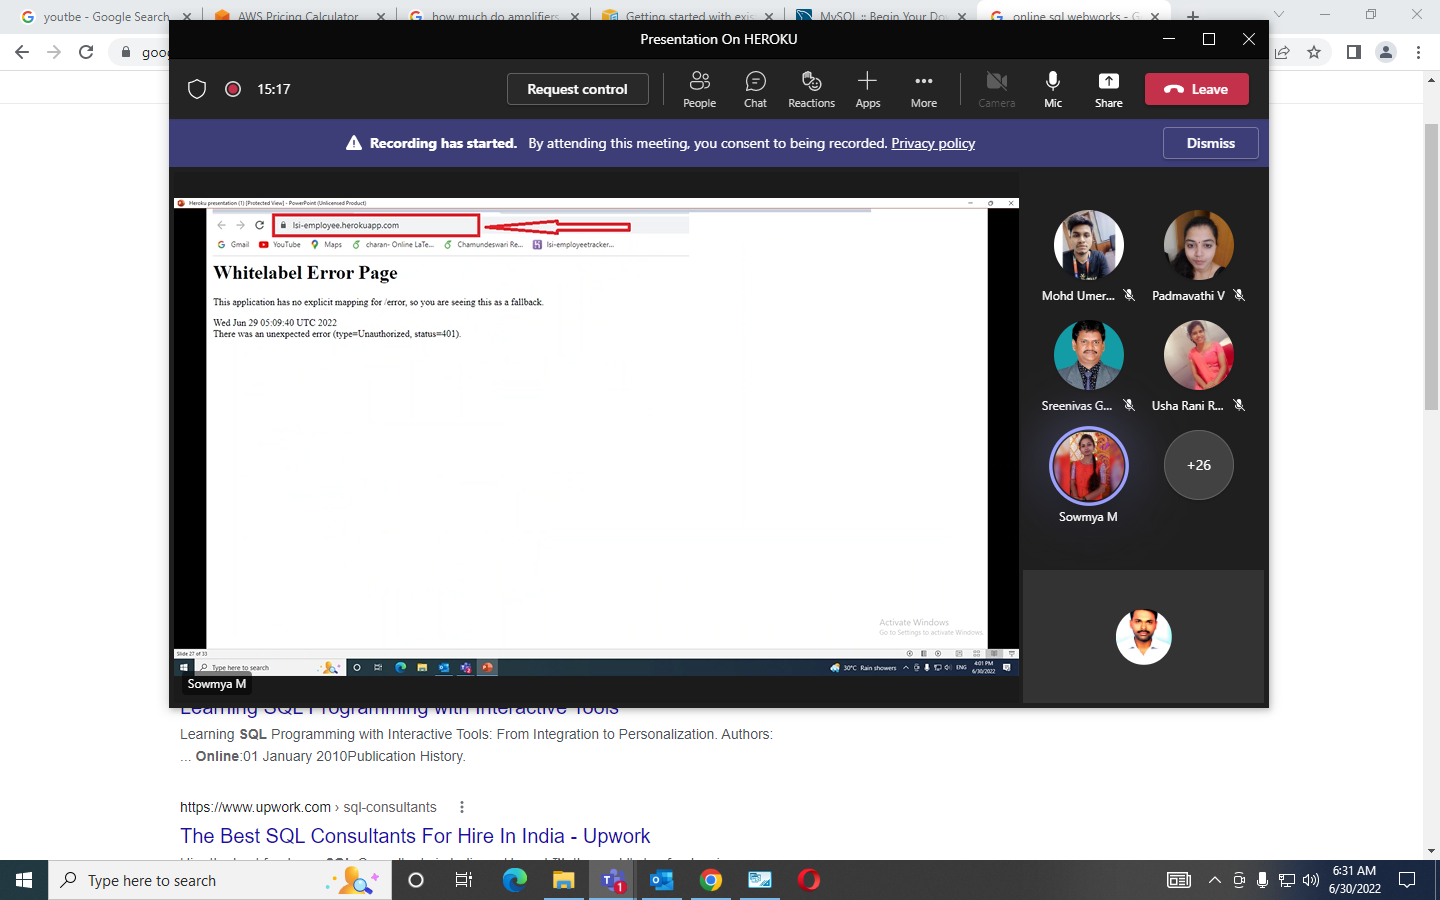 youtbe - Google Search
AWS Pricing Calculator
how much do amplifiers
Getting started with exis
MySQL :: Begin Your Do
online sql webworks - G
goo
Presentation On HEROKU
15:17
Request control
People
Chat
Reactions
Apps
More
Camera
Mic
Share
Leave
Recording has started. By attending this meeting, you consent to being recorded. Privacy policy
Dismiss
Heroku presentation (1) [Protected View] - PowerPoint (Unlicensed Product)
lsi-employee.herokuapp.com
Gmail
YouTube
Maps
charan- Online LaTe...
Chamundeswari Re...
lsi-employeetracker...
Whitelabel Error Page
This application has no explicit mapping for /error, so you are seeing this as a fallback.
Wed Jun 29 05:09:40 UTC 2022
There was an unexpected error (type=Unauthorized, status=401).
Activate Windows
Go to Settings to activate Windows.
Slide 27 of 33
Type here to search
30°C Rain showers
ENG
4:01 PM
6/30/2022
Sowmya M
Mohd Umer...
Padmavathi V
Sreenivas G...
Usha Rani R...
Sowmya M
+26
Learning SQL Programming with Interactive Tools
Learning SQL Programming with Interactive Tools: From Integration to Personalization. Authors:
... Online:01 January 2010Publication History.
https://www.upwork.com › sql-consultants
The Best SQL Consultants For Hire In India - Upwork
Type here to search
1
6:31 AM
6/30/2022